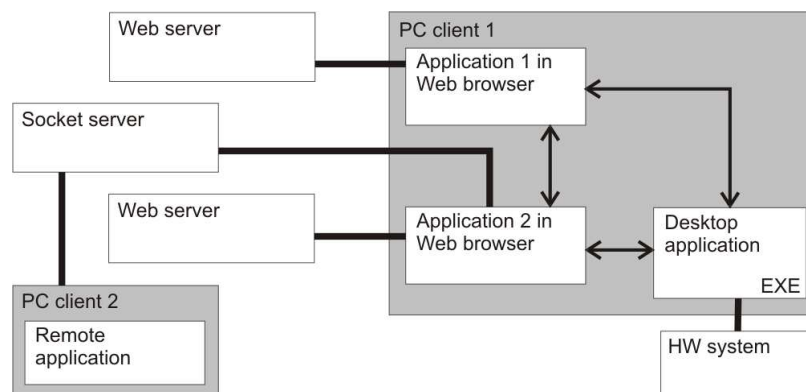 Web server
PC client 1
Application 1 in
Web browser
Socket server
Web server
Application 2 in
Web browser
Desktop
application
EXE
PC client 2
Remote
application
HW system